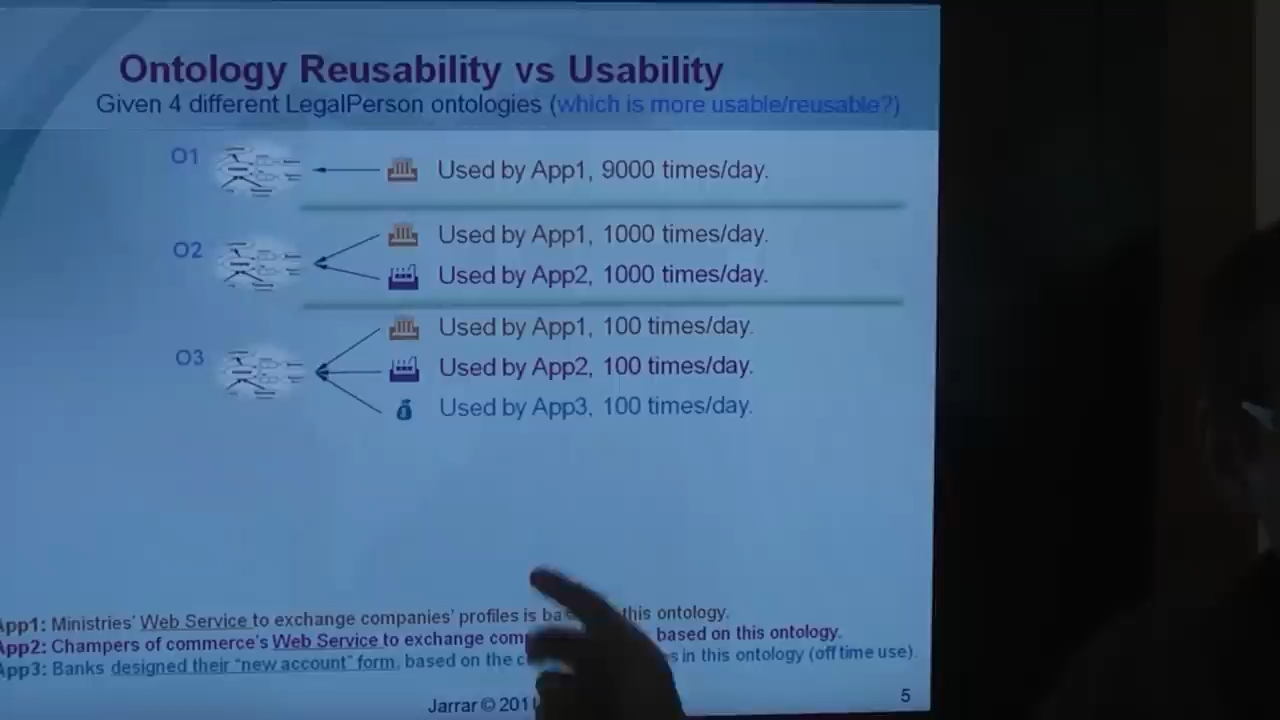 Ontology Reusability vs Usability
Given 4 different LegalPerson ontologies (which is more usable/reusable?)
O1
Used by App1, 9000 times/day.
O2
Used by App1, 1000 times/day.
Used by App2, 1000 times/day.
O3
Used by App1, 100 times/day.
Used by App2, 100 times/day.
Used by App3, 100 times/day.
App1: Ministries' Web Service to exchange companies' profiles is this ontology.
App2: Champers of commerce's Web Service to exchange based on this ontology.
App3: Banks designed their "new account" form, based on the in this ontology (off time use).
Jarrar ©
5